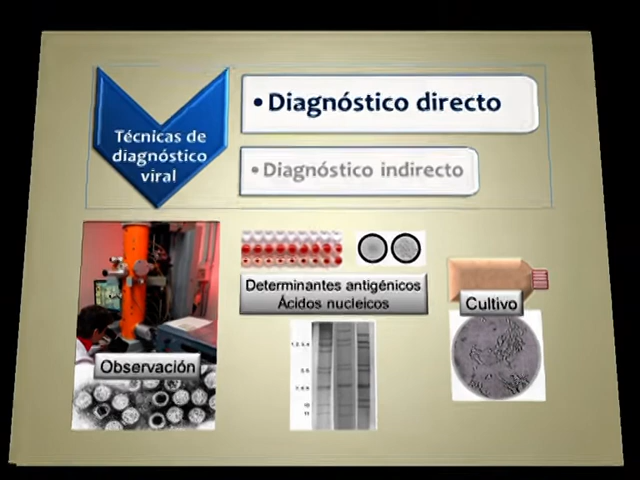 Técnicas de
diagnóstico
viral
• Diagnóstico directo
• Diagnóstico indirecto
Determinantes antigénicos
Ácidos nucleicos
Cultivo
Observación